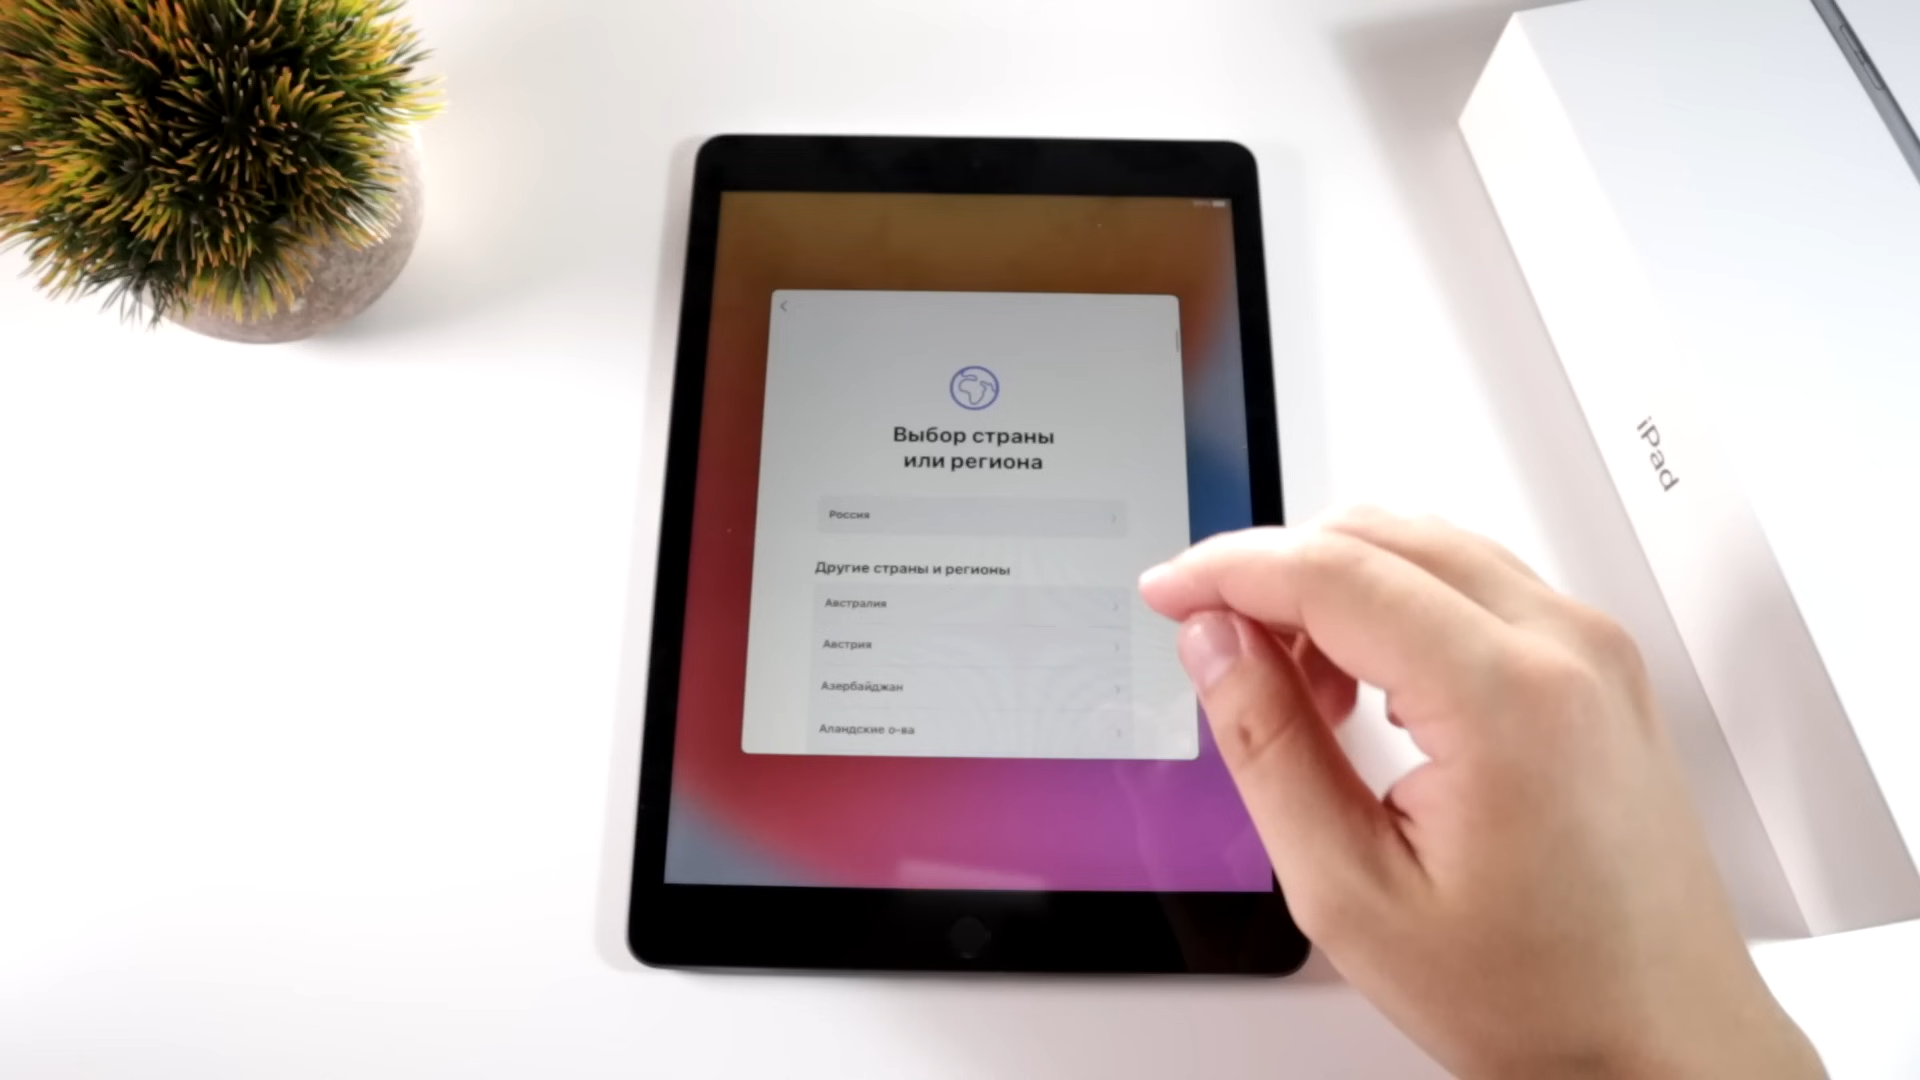 Выбор страны
или региона
Россия
Другие страны и регионы
Австралия
Австрия
Азербайджан
Аландские о-ва
iPad